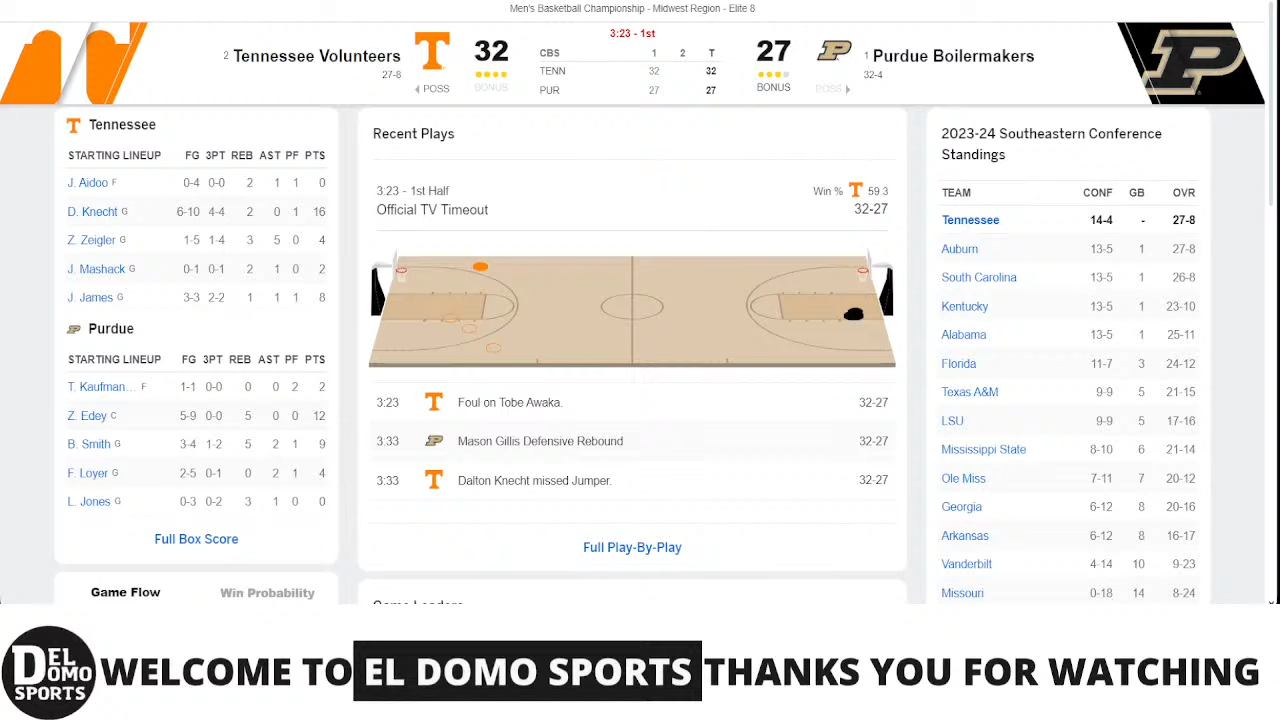 Men's Basketball Championship - Midwest Region - Elite 8
2 Tennessee Volunteers
27-8
T
32
BONUS
POSS
3:23 - 1st
CBS 1 2 T
TENN 32 32
PUR 27 27
27
BONUS
P
1 Purdue Boilermakers
32-4
POSS
P
T Tennessee
STARTING LINEUP FG 3PT REB AST PF PTS
J. Aidoo F 0-4 0-0 2 1 1 0
D. Knecht G 6-10 4-4 2 0 1 16
Z. Zeigler G 1-5 1-4 3 5 0 4
J. Mashack G 0-1 0-1 2 1 0 2
J. James G 3-3 2-2 1 1 1 8
P Purdue
STARTING LINEUP FG 3PT REB AST PF PTS
T. Kaufman... F 1-1 0-0 0 0 2 2
Z. Edey C 5-9 0-0 5 0 0 12
B. Smith G 3-4 1-2 5 2 1 9
F. Loyer G 2-5 0-1 0 2 1 4
L. Jones G 0-3 0-2 3 1 0 0
Full Box Score
Game Flow Win Probability
Recent Plays
3:23 - 1st Half Win % T 59.3
Official TV Timeout 32-27
3:23 T Foul on Tobe Awaka. 32-27
3:33 P Mason Gillis Defensive Rebound 32-27
3:33 T Dalton Knecht missed Jumper. 32-27
Full Play-By-Play
Game Leaders
2023-24 Southeastern Conference
Standings
TEAM CONF GB OVR
Tennessee 14-4 - 27-8
Auburn 13-5 1 27-8
South Carolina 13-5 1 26-8
Kentucky 13-5 1 23-10
Alabama 13-5 1 25-11
Florida 11-7 3 24-12
Texas A&M 9-9 5 21-15
LSU 9-9 5 17-16
Mississippi State 8-10 6 21-14
Ole Miss 7-11 7 20-12
Georgia 6-12 8 20-16
Arkansas 6-12 8 16-17
Vanderbilt 4-14 10 9-23
Missouri 0-18 14 8-24
DEL DOMO SPORTS
WELCOME TO EL DOMO SPORTS THANKS YOU FOR WATCHING